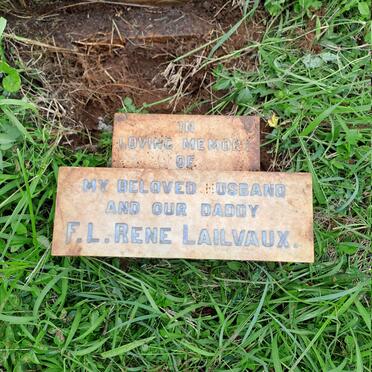 IN
LOVING MEMORY
OF
MY BELOVED HUSBAND
AND OUR DADDY
F. L. RENE LAILVAUX.